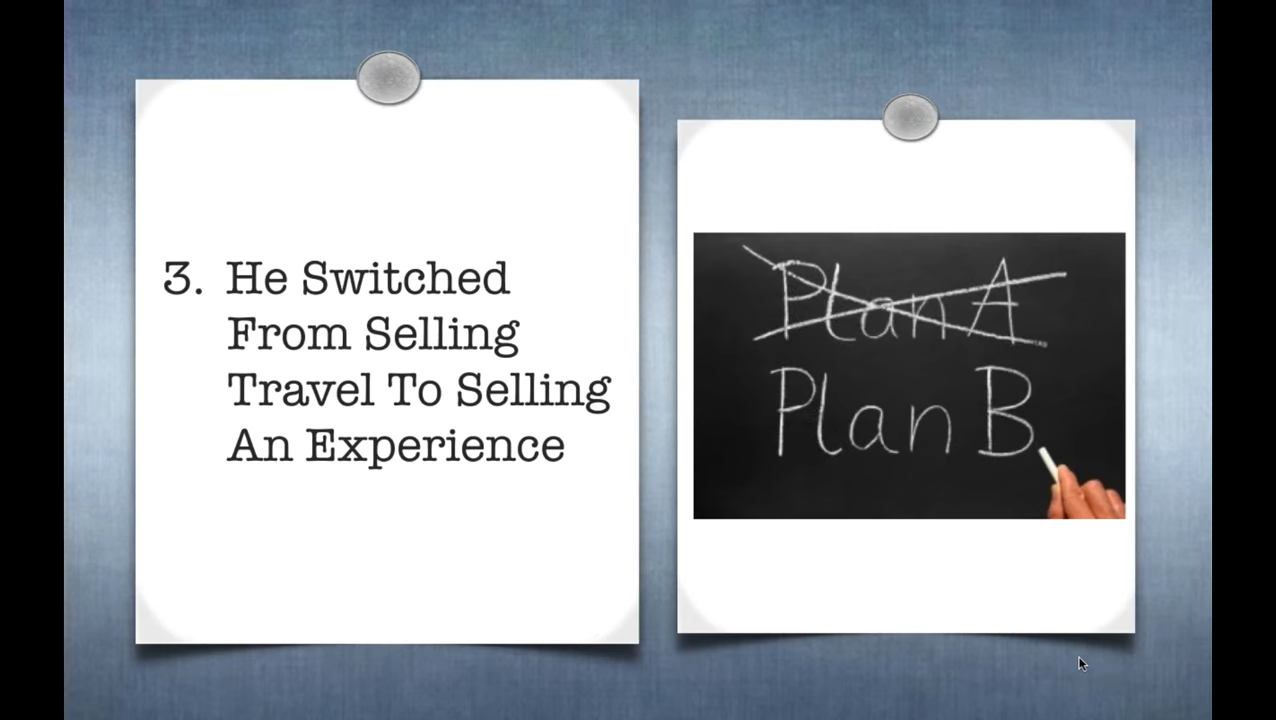 3. He Switched
From Selling
Travel To Selling
An Experience
Plan A
Plan B